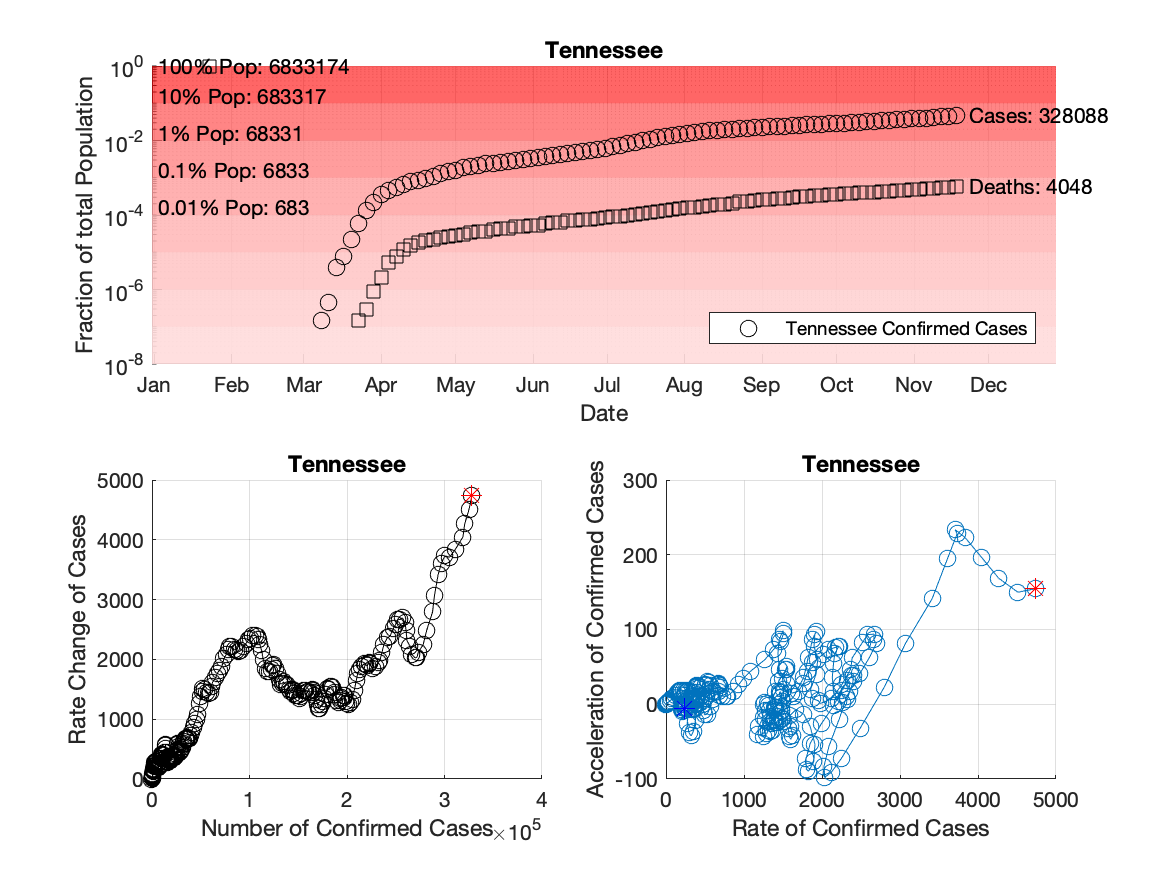 Tennessee
10^0
10^-2
10^-4
10^-6
10^-8
Fraction of total Population
100% Pop: 6833174
10% Pop: 683317
1% Pop: 68331
0.1% Pop: 6833
0.01% Pop: 683
Cases: 328088
Deaths: 4048
Tennessee Confirmed Cases
Jan Feb Mar Apr May Jun Jul Aug Sep Oct Nov Dec
Date
Tennessee
5000
4000
3000
2000
1000
0
Rate Change of Cases
0 1 2 3 4
Number of Confirmed Cases
×10^5
Tennessee
300
200
100
0
-100
Acceleration of Confirmed Cases
0 1000 2000 3000 4000 5000
Rate of Confirmed Cases